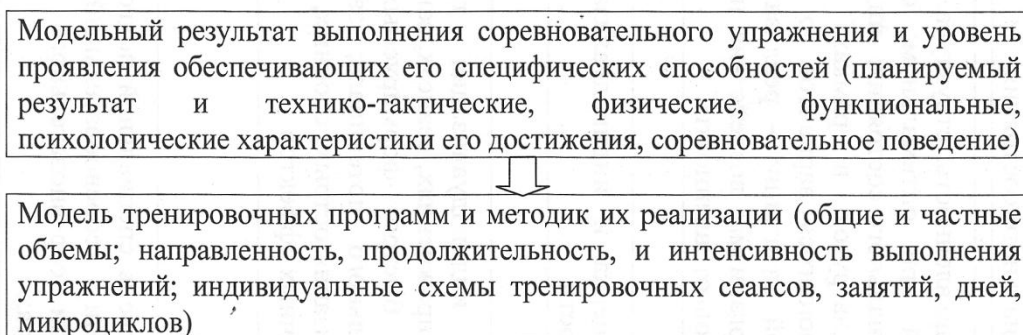 Модельный результат выполнения соревновательного упражнения и уровень
проявления обеспечивающих его специфических способностей (планируемый
результат и технико-тактические, физические, функциональные,
психологические характеристики его достижения, соревновательное поведение)
Модель тренировочных программ и методик их реализации (общие и частные
объемы; направленность, продолжительность, и интенсивность выполнения
упражнений; индивидуальные схемы тренировочных сеансов, занятий, дней,
микроциклов)